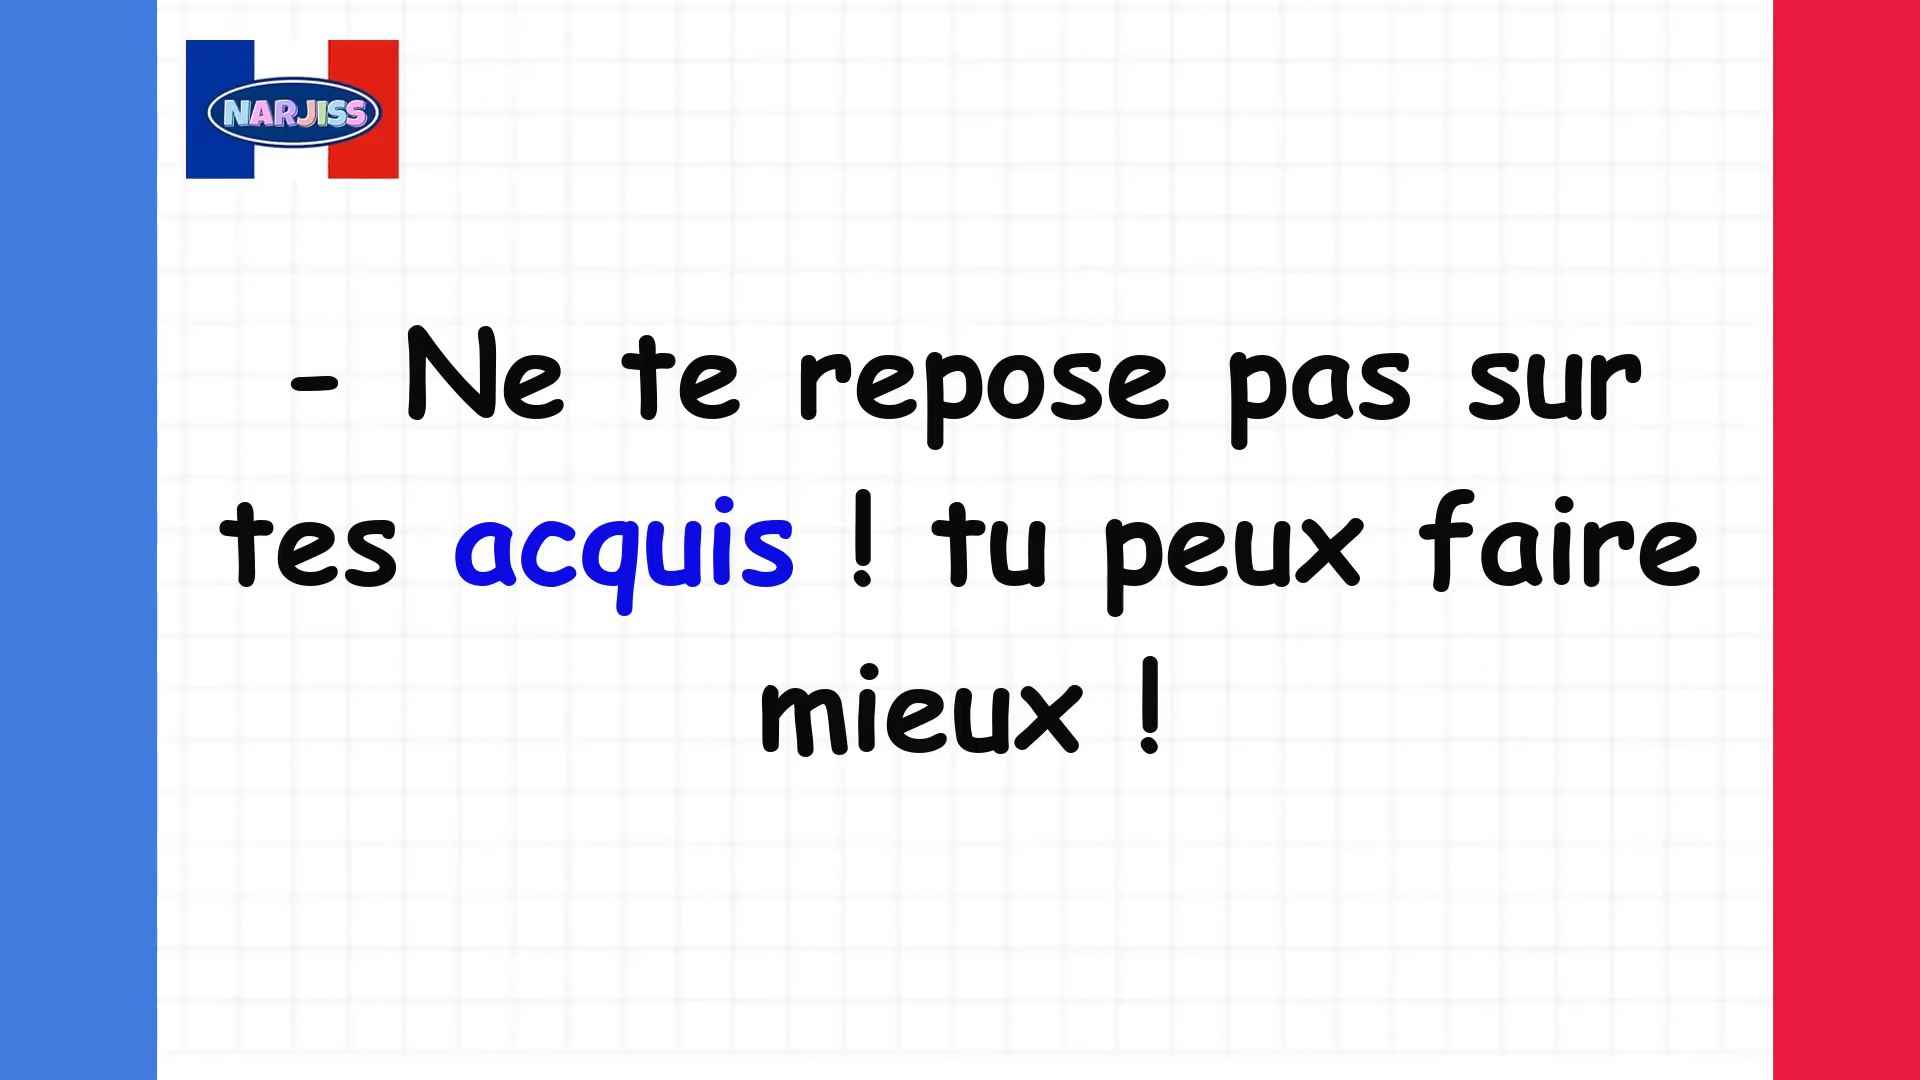 NARJISS
- Ne te repose pas sur
tes acquis ! tu peux faire
mieux !